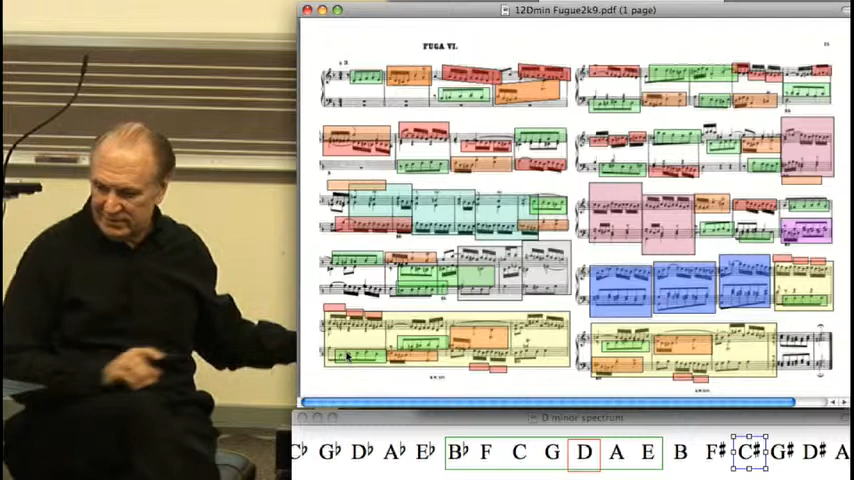 12Dmin Fugue2k9.pdf (1 page)
FUGA VI.
D minor spectrum
C♭ G♭ D♭ A♭ E♭ B♭ F C G D A E B F♯ C♯ G♯ D♯ A